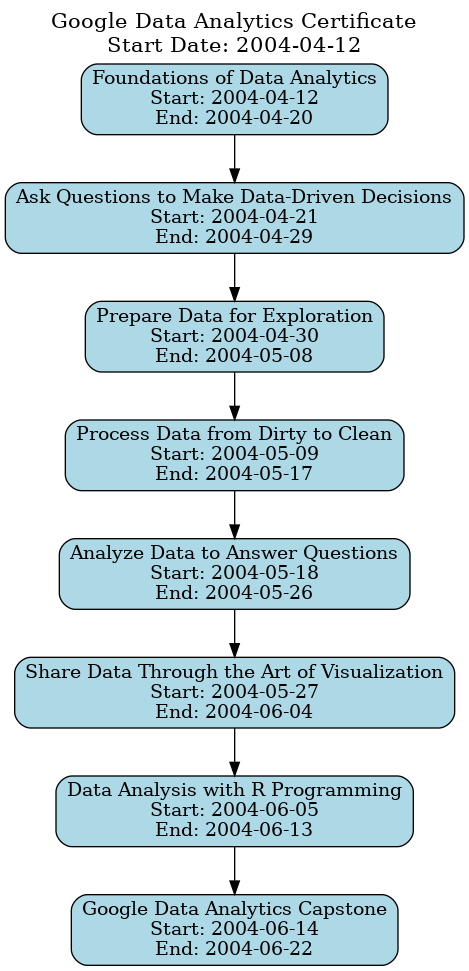 Google Data Analytics Certificate
Start Date: 2004-04-12
Foundations of Data Analytics
Start: 2004-04-12
End: 2004-04-20
Ask Questions to Make Data-Driven Decisions
Start: 2004-04-21
End: 2004-04-29
Prepare Data for Exploration
Start: 2004-04-30
End: 2004-05-08
Process Data from Dirty to Clean
Start: 2004-05-09
End: 2004-05-17
Analyze Data to Answer Questions
Start: 2004-05-18
End: 2004-05-26
Share Data Through the Art of Visualization
Start: 2004-05-27
End: 2004-06-04
Data Analysis with R Programming
Start: 2004-06-05
End: 2004-06-13
Google Data Analytics Capstone
Start: 2004-06-14
End: 2004-06-22